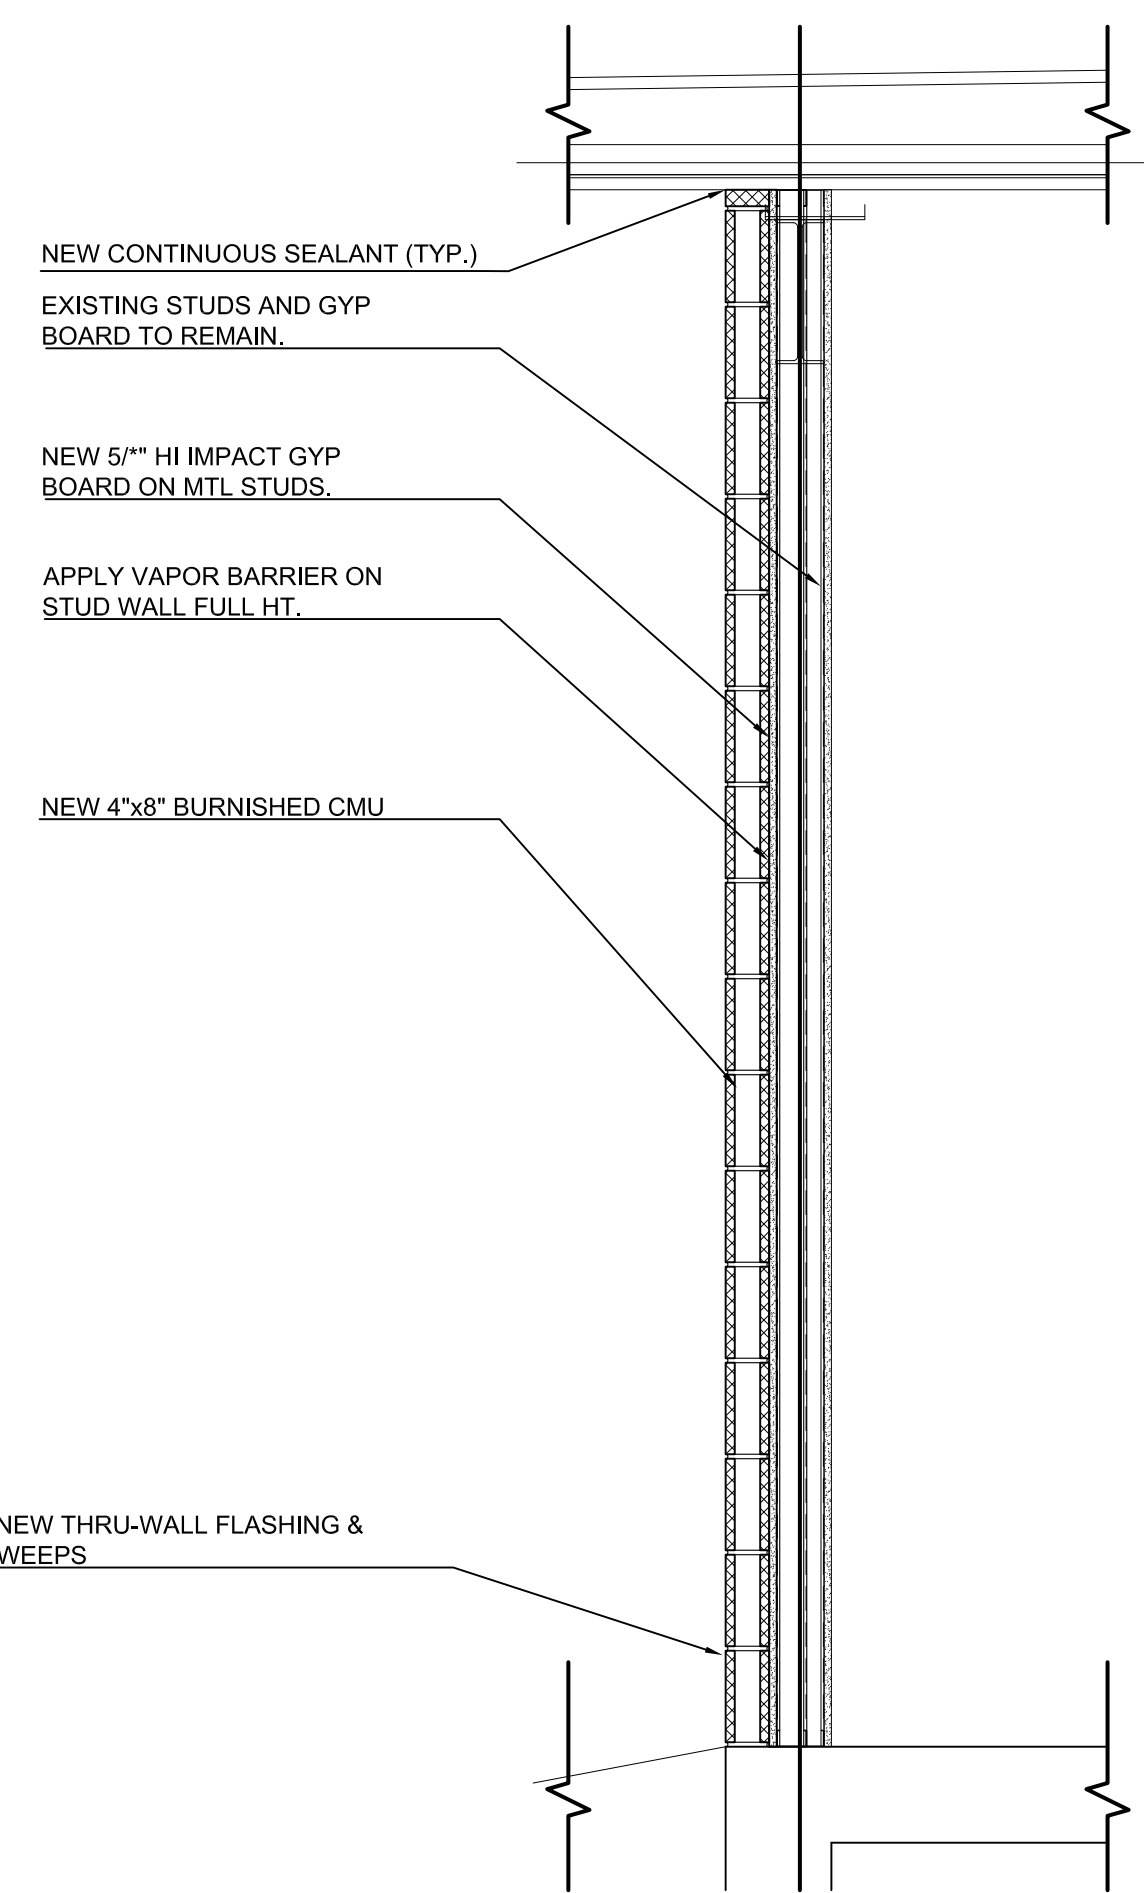 NEW CONTINUOUS SEALANT (TYP.)
EXISTING STUDS AND GYP
BOARD TO REMAIN.
NEW 5/*" HI IMPACT GYP
BOARD ON MTL STUDS.
APPLY VAPOR BARRIER ON
STUD WALL FULL HT.
NEW 4"x8" BURNISHED CMU
NEW THRU-WALL FLASHING &
WEEPS